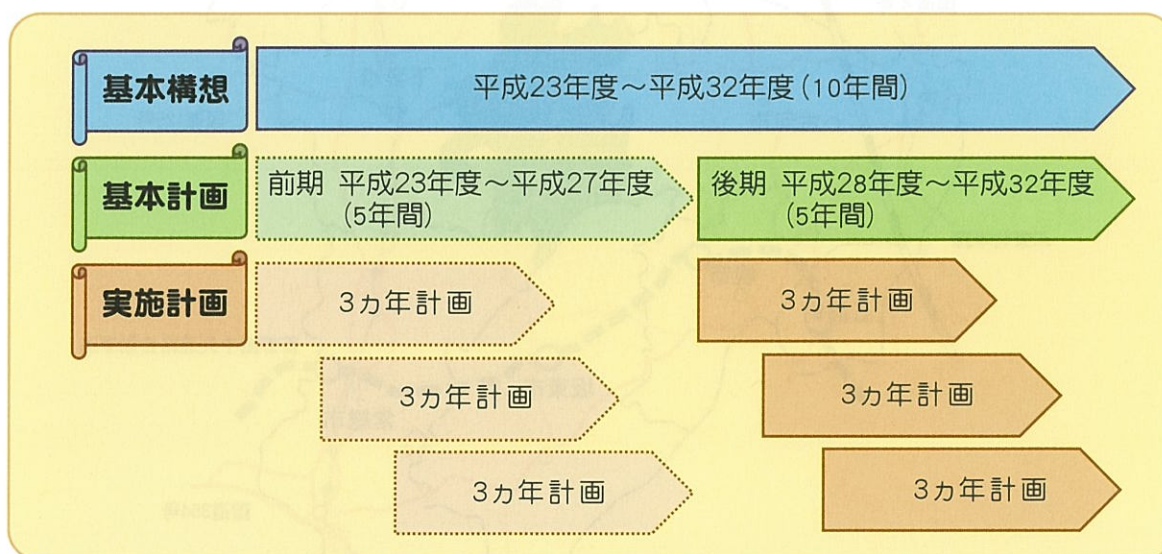 基本構想
平成23年度～平成32年度(10年間)
基本計画
前期 平成23年度～平成27年度
(5年間)
後期 平成28年度～平成32年度
(5年間)
実施計画
3ヵ年計画
3ヵ年計画
3ヵ年計画
3ヵ年計画
3ヵ年計画
3ヵ年計画